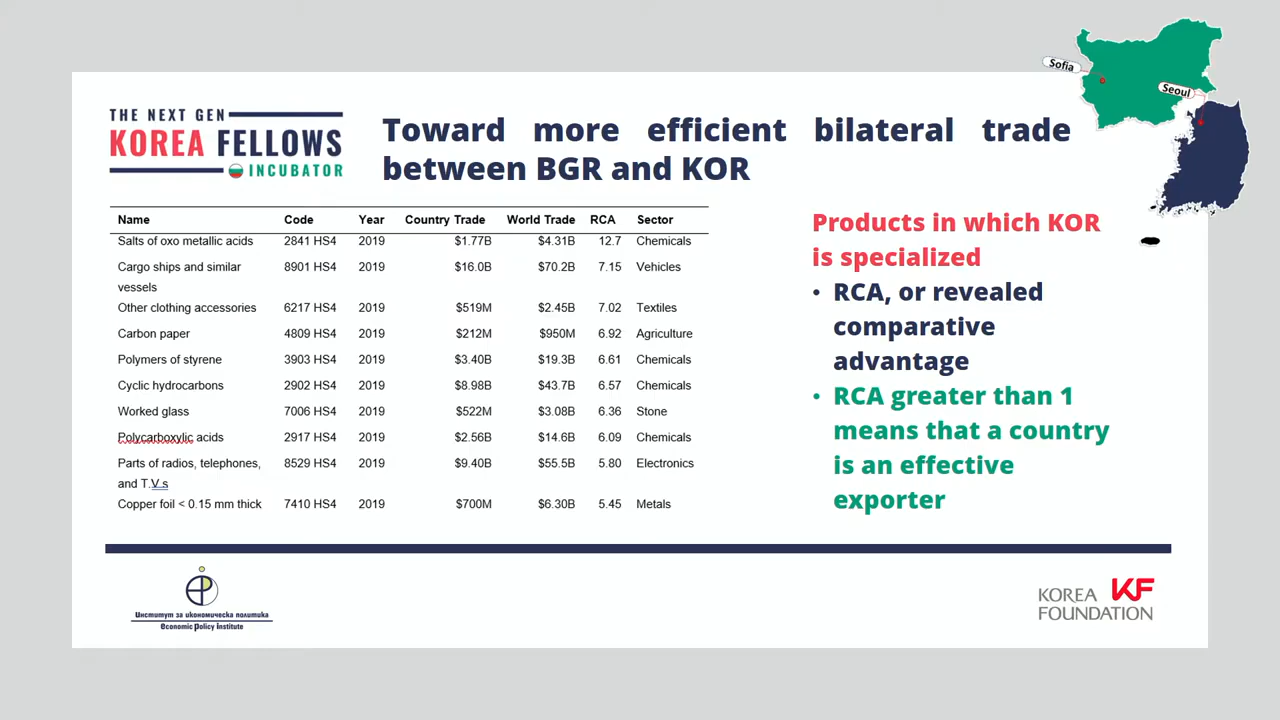 Sofia
Seoul
THE NEXT GEN
KOREA FELLOWS
INCUBATOR
Toward more efficient bilateral trade
between BGR and KOR
Name Code Year Country Trade World Trade RCA Sector
Salts of oxo metallic acids 2841 HS4 2019 $1.77B $4.31B 12.7 Chemicals
Cargo ships and similar vessels 8901 HS4 2019 $16.0B $70.2B 7.15 Vehicles
Other clothing accessories 6217 HS4 2019 $519M $2.45B 7.02 Textiles
Carbon paper 4809 HS4 2019 $212M $950M 6.92 Agriculture
Polymers of styrene 3903 HS4 2019 $3.40B $19.3B 6.61 Chemicals
Cyclic hydrocarbons 2902 HS4 2019 $8.98B $43.7B 6.57 Chemicals
Worked glass 7006 HS4 2019 $522M $3.08B 6.36 Stone
Polycarboxylic acids 2917 HS4 2019 $2.56B $14.6B 6.09 Chemicals
Parts of radios, telephones, and T.V.s 8529 HS4 2019 $9.40B $55.5B 5.80 Electronics
Copper foil < 0.15 mm thick 7410 HS4 2019 $700M $6.30B 5.45 Metals
Products in which KOR
is specialized
• RCA, or revealed
comparative
advantage
• RCA greater than 1
means that a country
is an effective
exporter
Институт за икономическа политика
Economic Policy Institute
KOREA KF
FOUNDATION